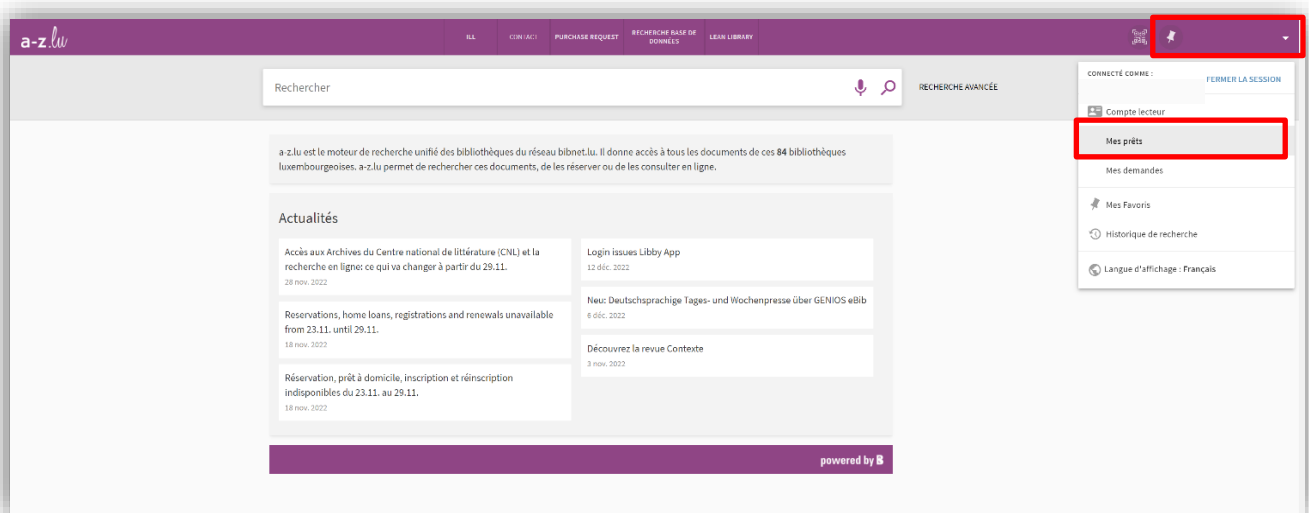 a-z.lu
ILL
CONTACT
PURCHASE REQUEST
RECHERCHE BASE DE
DONNÉES
LEAN LIBRARY
Rechercher
RECHERCHE AVANCÉE
CONNECTÉ COMME :
FERMER LA SESSION
Compte lecteur
Mes prêts
Mes demandes
Mes Favoris
Historique de recherche
Langue d'affichage : Français
a-z.lu est le moteur de recherche unifié des bibliothèques du réseau bibnet.lu. Il donne accès à tous les documents de ces 84 bibliothèques
luxembourgeoises. a-z.lu permet de rechercher ces documents, de les réserver ou de les consulter en ligne.
Actualités
Accès aux Archives du Centre national de littérature (CNL) et la
recherche en ligne: ce qui va changer à partir du 29.11.
28 nov. 2022
Reservations, home loans, registrations and renewals unavailable
from 23.11. until 29.11.
18 nov. 2022
Réservation, prêt à domicile, inscription et réinscription
indisponibles du 23.11. au 29.11.
18 nov. 2022
Login issues Libby App
12 déc. 2022
Neu: Deutschsprachige Tages- und Wochenpresse über GENIOS eBib
6 déc. 2022
Découvrez la revue Contexte
3 nov. 2022
powered by B